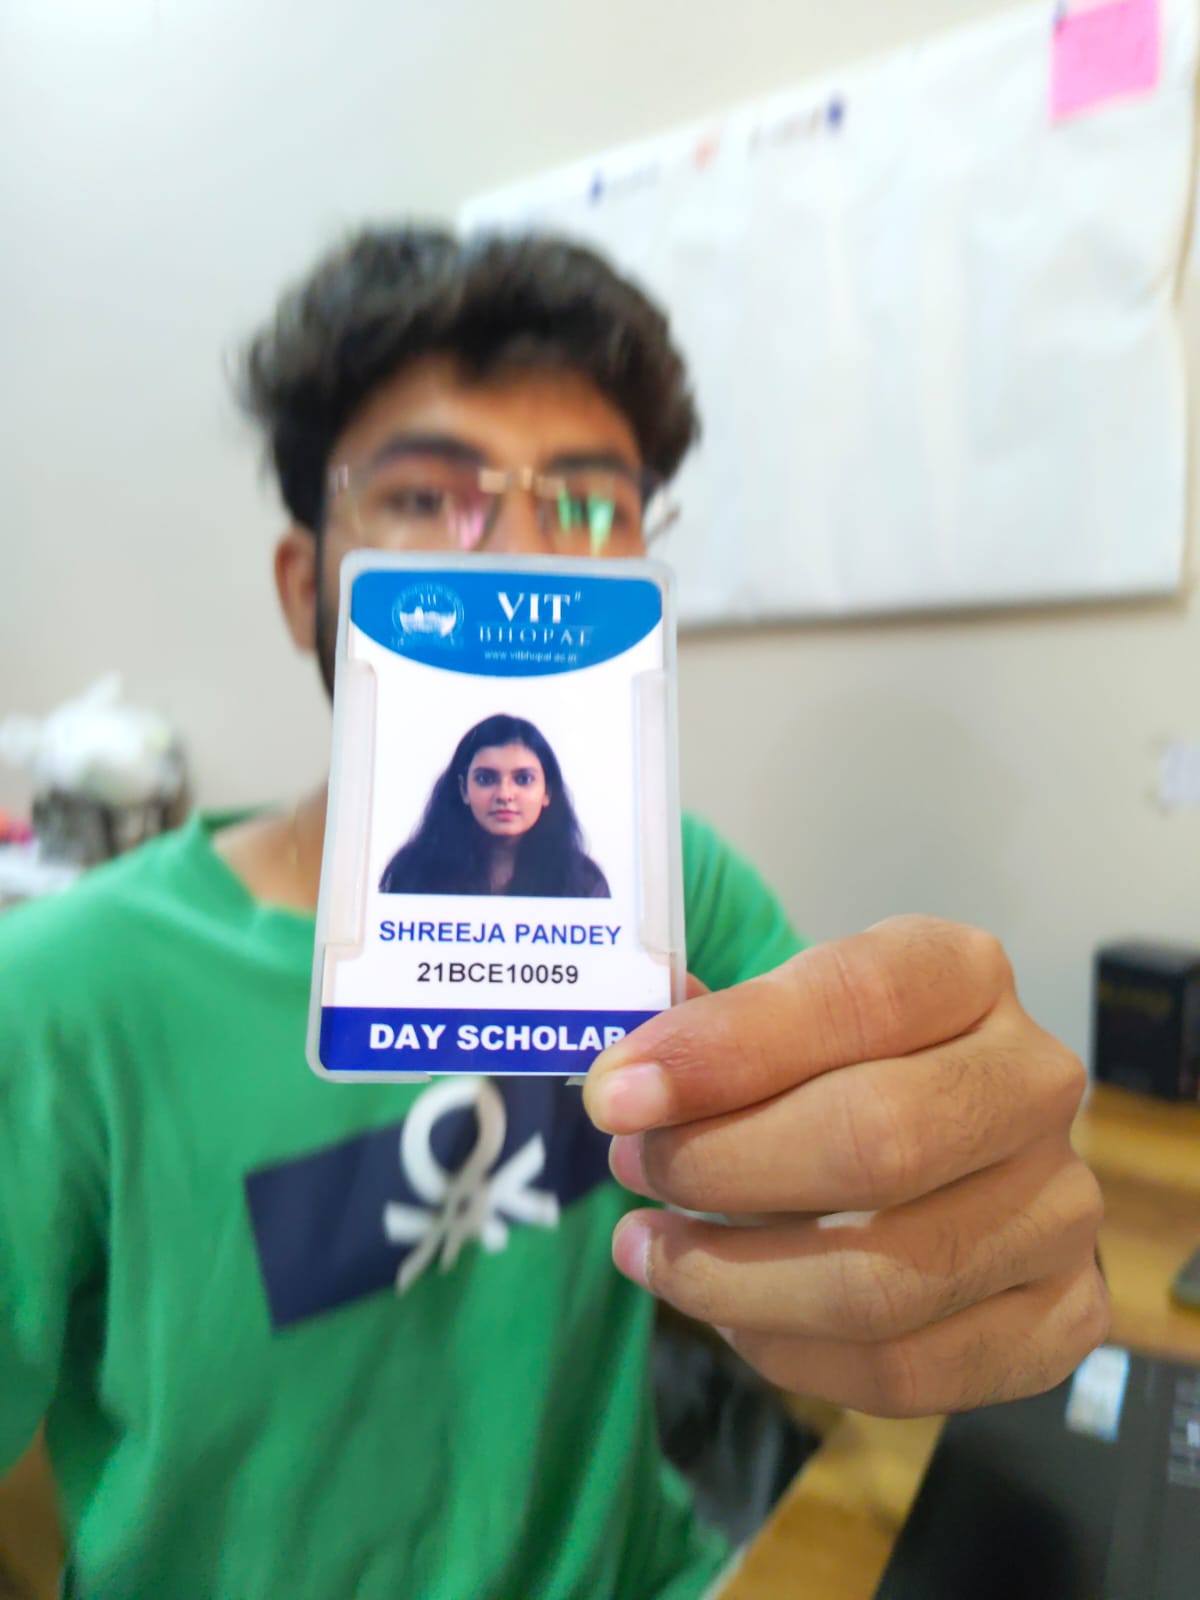 VIT
BHOPAL
www.vitbhopal.ac.in
SHREEJA PANDEY
21BCE10059
DAY SCHOLAR